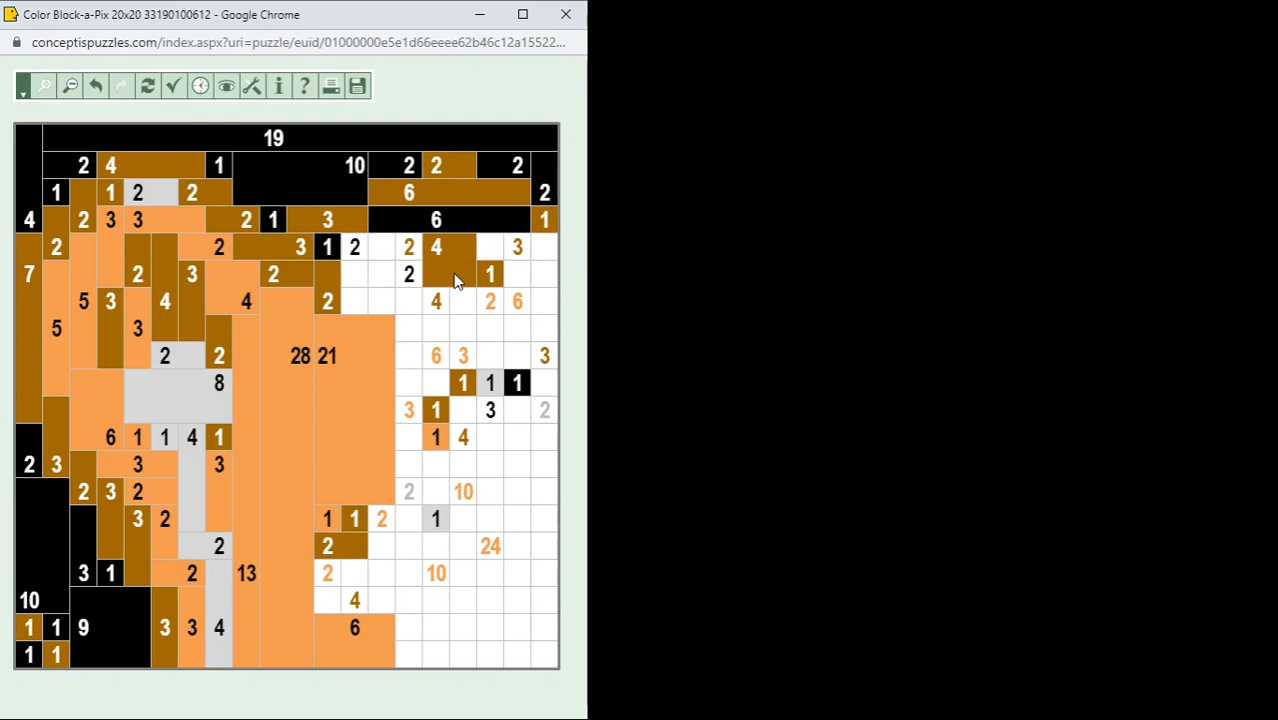 Color Block-a-Pix 20x20 33190100612 - Google Chrome
conceptispuzzles.com/index.aspx?uri=puzzle/euid/01000000e5e1d66eeee62b46c12a15522...
19
2 4 1 10 2 2 2
1 1 2 2 6 2
4 2 3 3 2 1 3 6 1
2 2 3 1 2 2 4 3
7 2 3 2 2 1
5 3 4 4 2 4 2 6
5 3
2 2 28 21 6 3 3
8 1 1 1
3 1 3 2
6 1 1 4 1 1 4
2 3 3 3
2 3 2 2 10
3 2 1 1 2 1
2 2 24
3 1 2 13 2 10
10 4
1 1 9 3 3 4 6
1 1